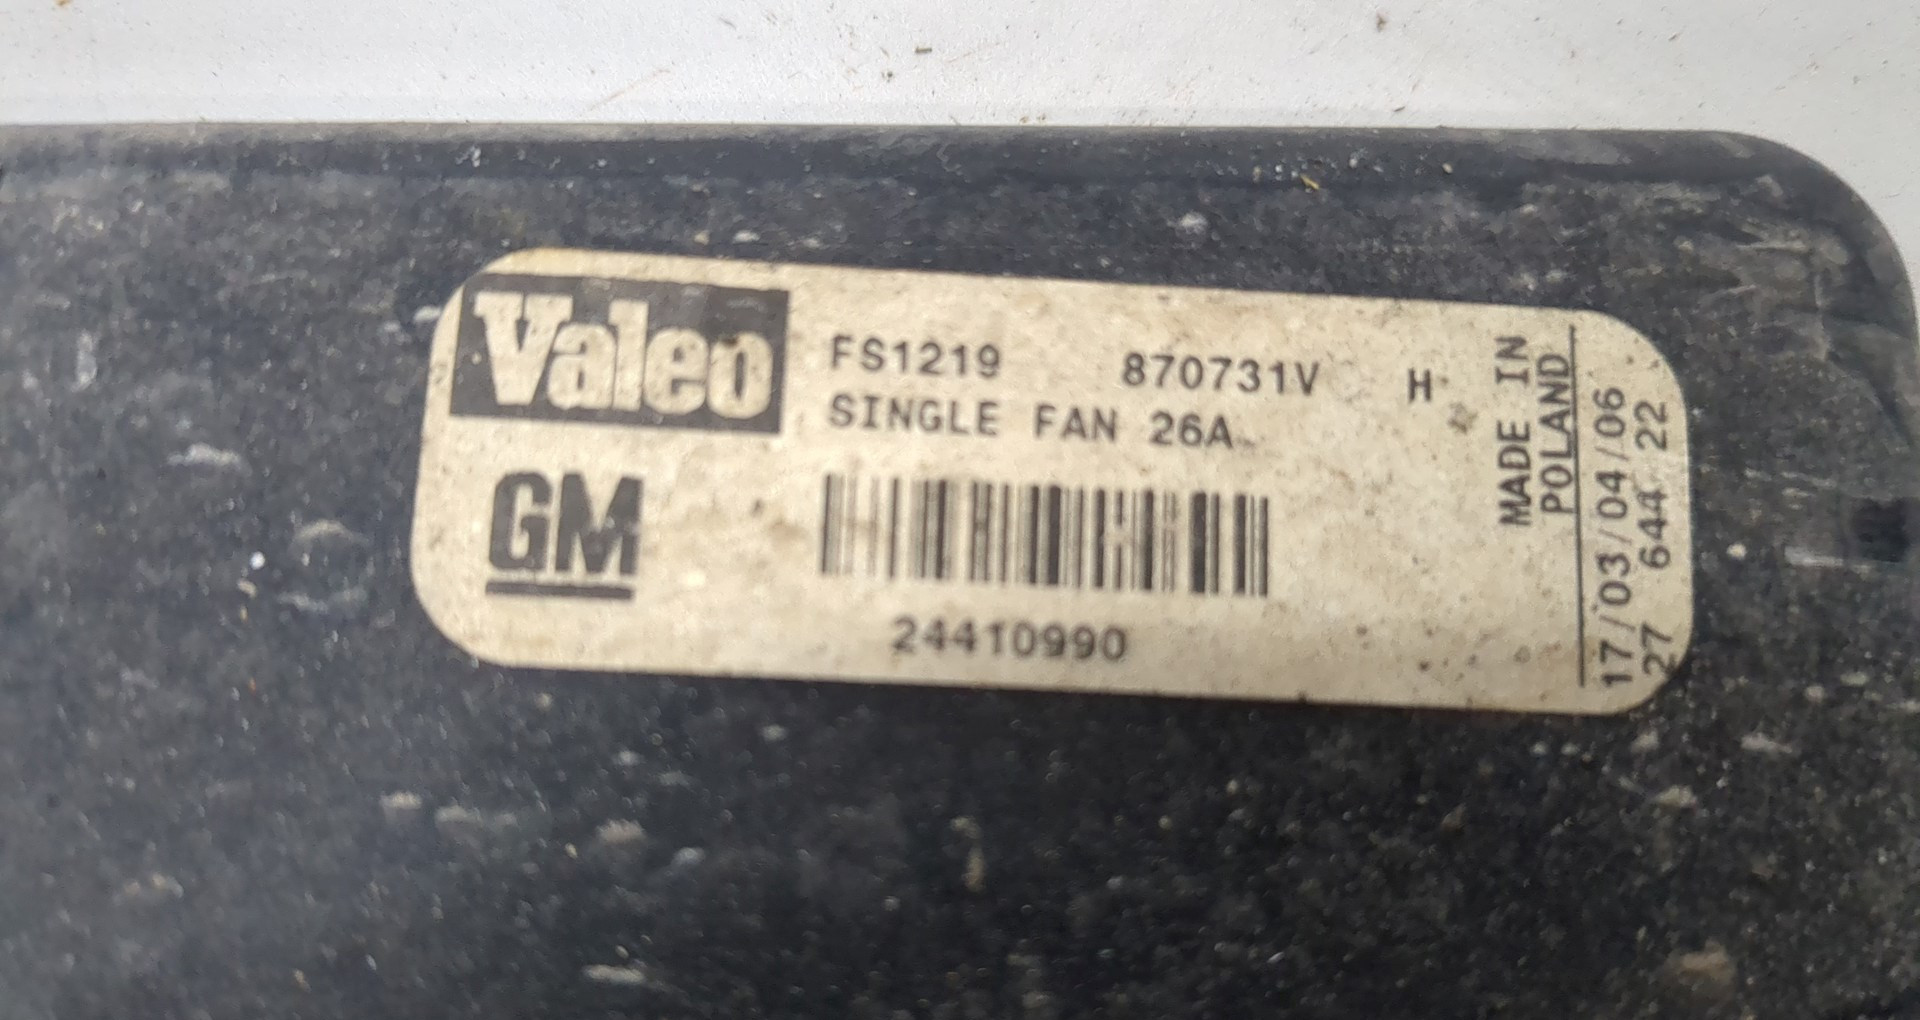 Valeo
FS1219 870731V H
SINGLE FAN 26A
GM
24410990
MADE IN
POLAND
17/03/04/06
27 644 22